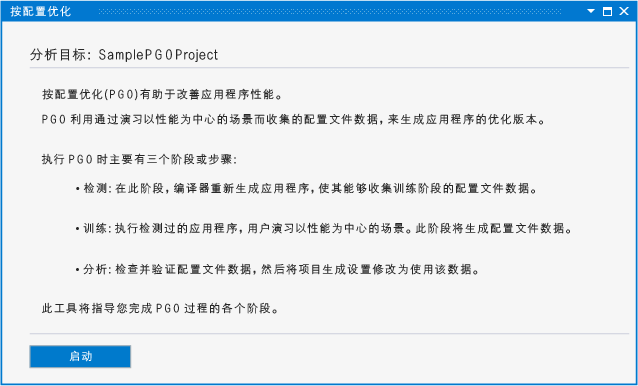 按配置优化
分析目标: SamplePGOProject
按配置优化(PGO)有助于改善应用程序性能。
PGO 利用通过演习以性能为中心的场景而收集的配置文件数据,来生成应用程序的优化版本。
执行 PGO 时主要有三个阶段或步骤:
• 检测: 在此阶段,编译器重新生成应用程序,使其能够收集训练阶段的配置文件数据。
• 训练: 执行检测过的应用程序,用户演习以性能为中心的场景。此阶段将生成配置文件数据。
• 分析: 检查并验证配置文件数据,然后将项目生成设置修改为使用该数据。
此工具将指导您完成 PGO 过程的各个阶段。
启动